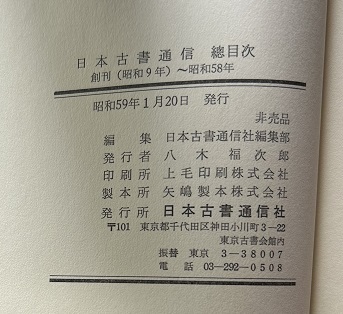 日本古書通信 總目次
創刊（昭和9年）～昭和58年
昭和59年1月20日 発行
非売品
編集 日本古書通信社編集部
発行者 八木福次郎
印刷所 上毛印刷株式会社
製本所 矢嶋製本株式会社
発行所 日本古書通信社
〒101 東京都千代田区神田小川町3-22
東京古書会館内
振替 東京 3-38007
電話 03-292-0508